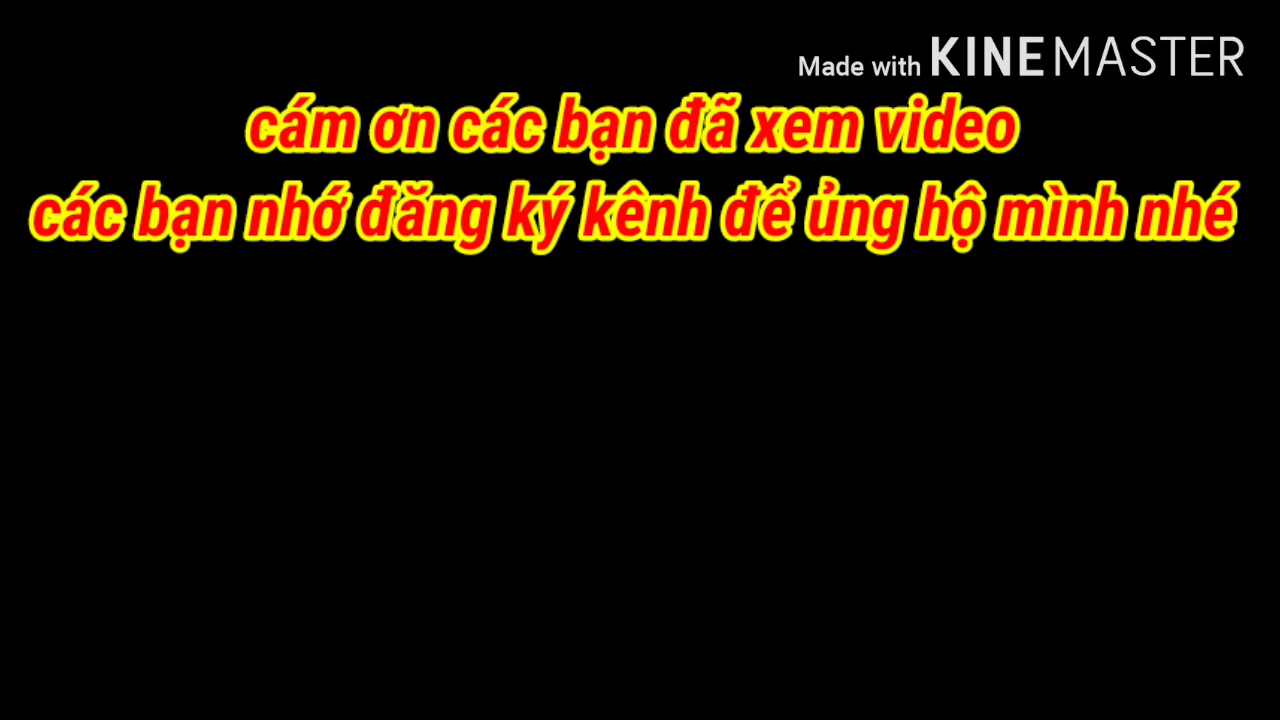 Made with KINEMASTER
cám ơn các bạn đã xem video
các bạn nhớ đăng ký kênh để ủng hộ mình nhé